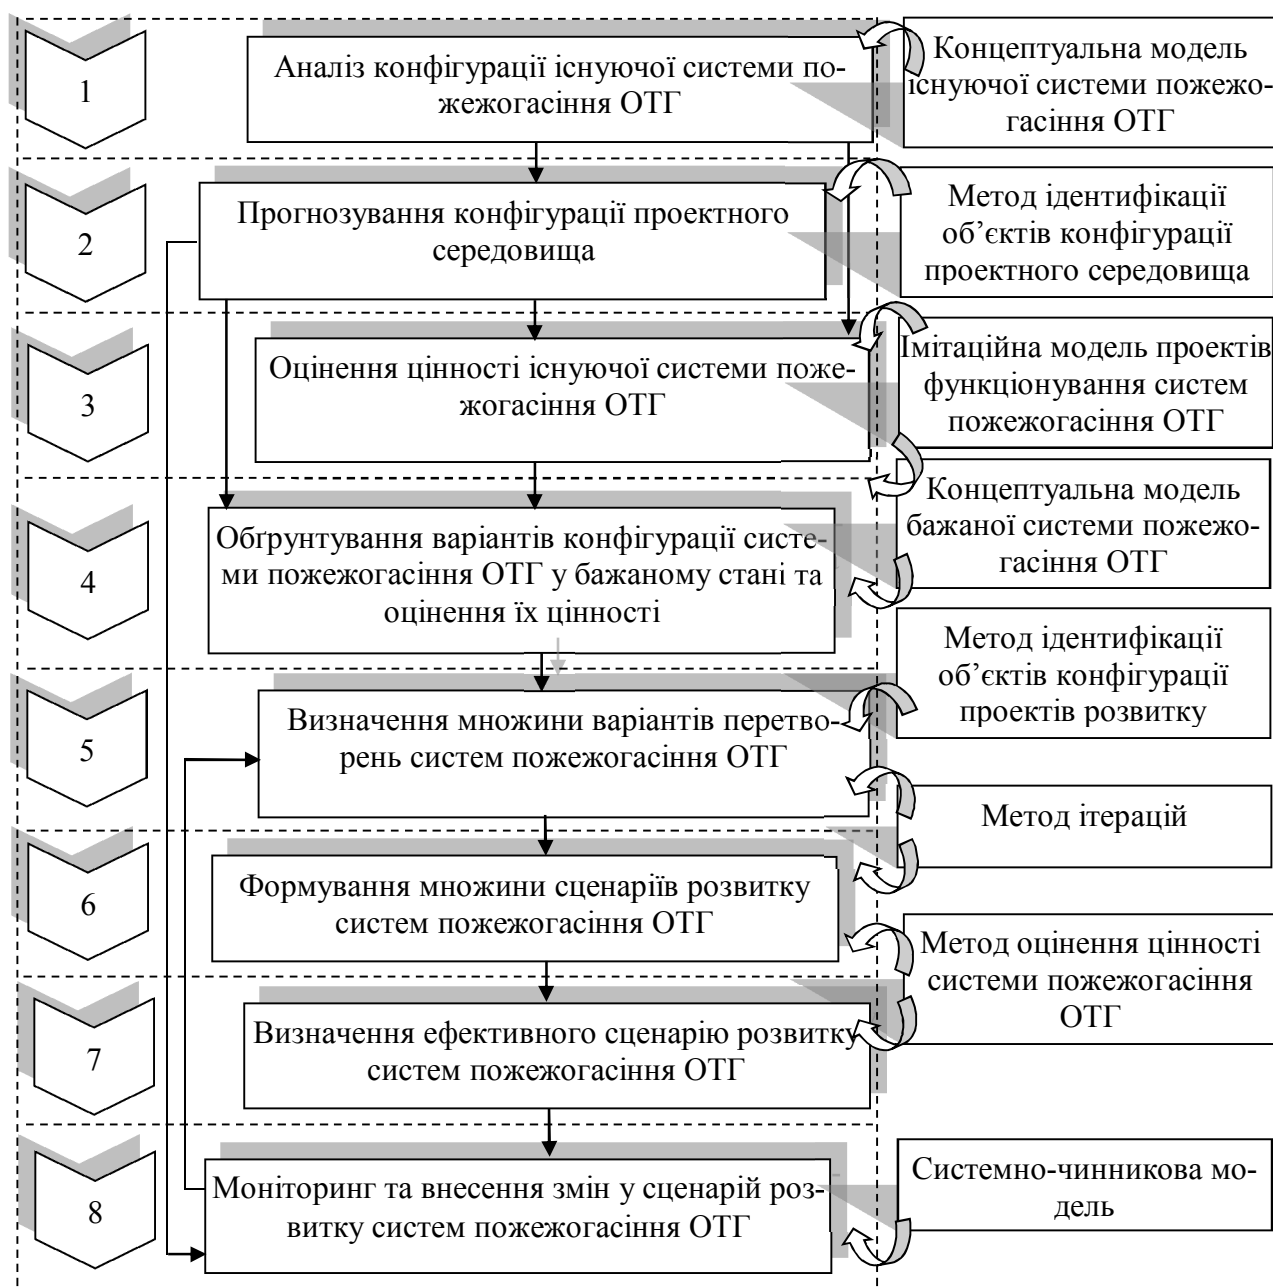 1
Аналіз конфігурації існуючої системи по-
жежогасіння ОТГ
Концептуальна модель
існуючої системи пожежо-
гасіння ОТГ
2
Прогнозування конфігурації проектного
середовища
Метод ідентифікації
об’єктів конфігурації
проектного середовища
3
Оцінення цінності існуючої системи поже-
жогасіння ОТГ
Імітаційна модель проектів
функціонування систем
пожежогасіння ОТГ
4
Обґрунтування варіантів конфігурації систе-
ми пожежогасіння ОТГ у бажаному стані та
оцінення їх цінності
Концептуальна модель
бажаної системи пожежо-
гасіння ОТГ
5
Визначення множини варіантів перетво-
рень систем пожежогасіння ОТГ
Метод ідентифікації
об’єктів конфігурації
проектів розвитку
Метод ітерацій
6
Формування множини сценаріїв розвитку
систем пожежогасіння ОТГ
Метод оцінення цінності
системи пожежогасіння
ОТГ
7
Визначення ефективного сценарію розвитку
систем пожежогасіння ОТГ
8
Моніторинг та внесення змін у сценарій роз-
витку систем пожежогасіння ОТГ
Системно-чинникова мо-
дель